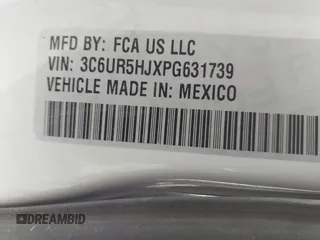 MFD BY: FCA US LLC
VIN: 3C6UR5HJXPG631739
VEHICLE MADE IN: MEXICO
DREAMBID